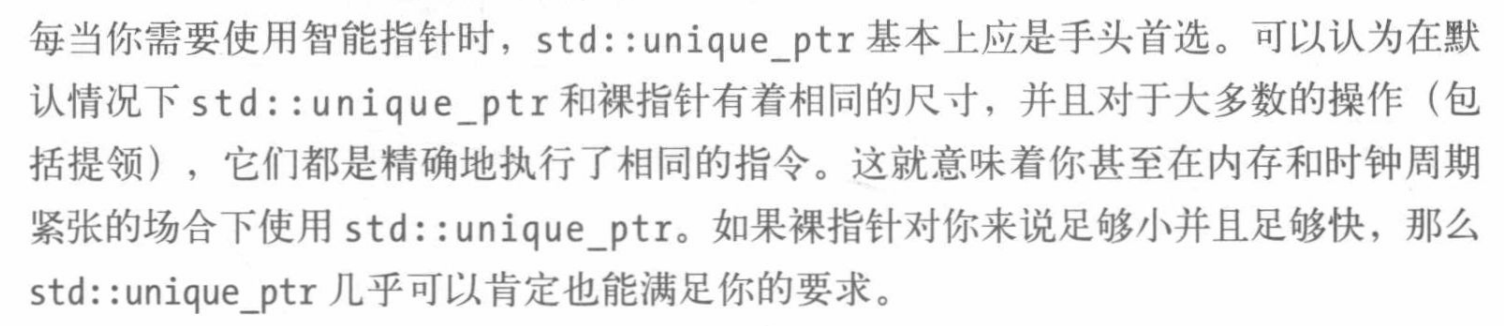 每当你需要使用智能指针时，std::unique_ptr 基本上应是手头首选。可以认为在默
认情况下 std::unique_ptr 和裸指针有着相同的尺寸，并且对于大多数的操作（包
括提领），它们都是精确地执行了相同的指令。这就意味着你甚至在内存和时钟周期
紧张的场合下使用 std::unique_ptr。如果裸指针对你来说足够小并且足够快，那么
std::unique_ptr 几乎可以肯定也能满足你的要求。